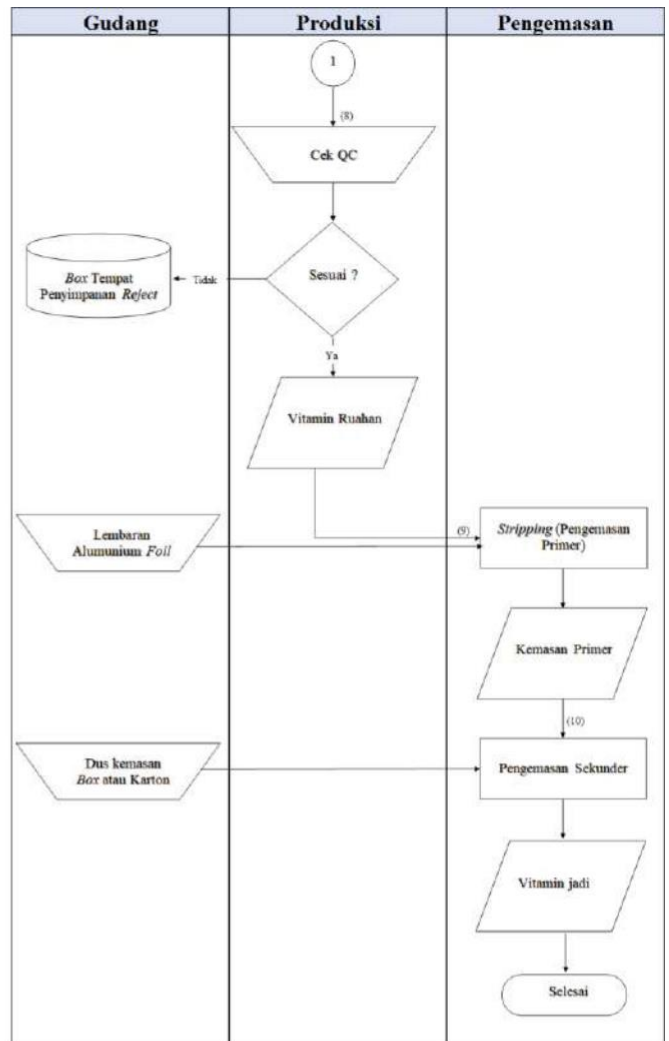 Gudang
Produksi
Pengemasan
1
(8)
Cek QC
Sesuai ?
Tidak
Box Tempat
Penyimpanan Reject
Ya
Vitamin Ruahan
Lembaran
Alumunium Foil
(9)
Stripping (Pengemasan
Primer)
Kemasan Primer
(10)
Dus kemasan
Box atau Karton
Pengemasan Sekunder
Vitamin jadi
Selesai